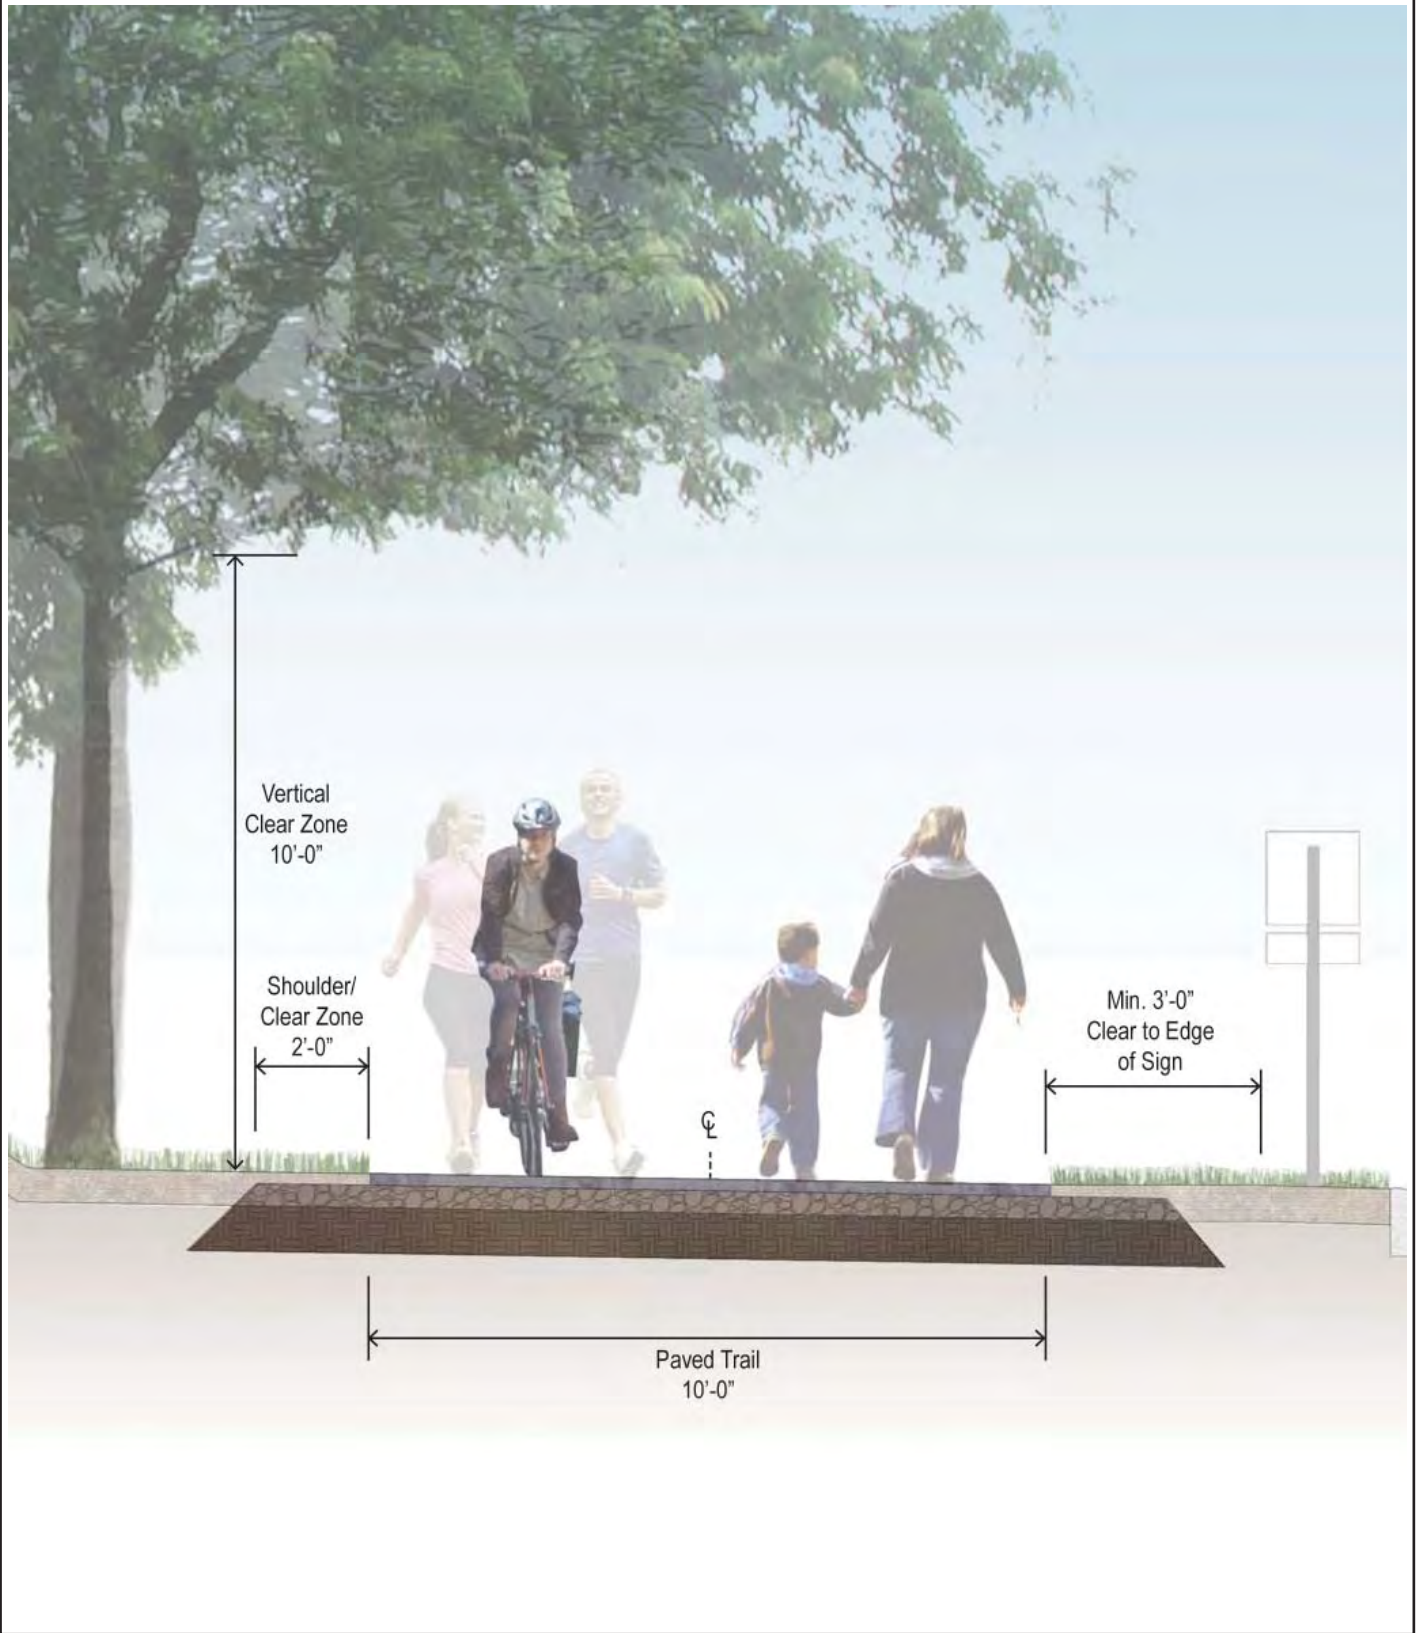 Vertical
Clear Zone
10’-0”
Shoulder/
Clear Zone
2’-0”
Min. 3’-0”
Clear to Edge
of Sign
℄
Paved Trail
10’-0”